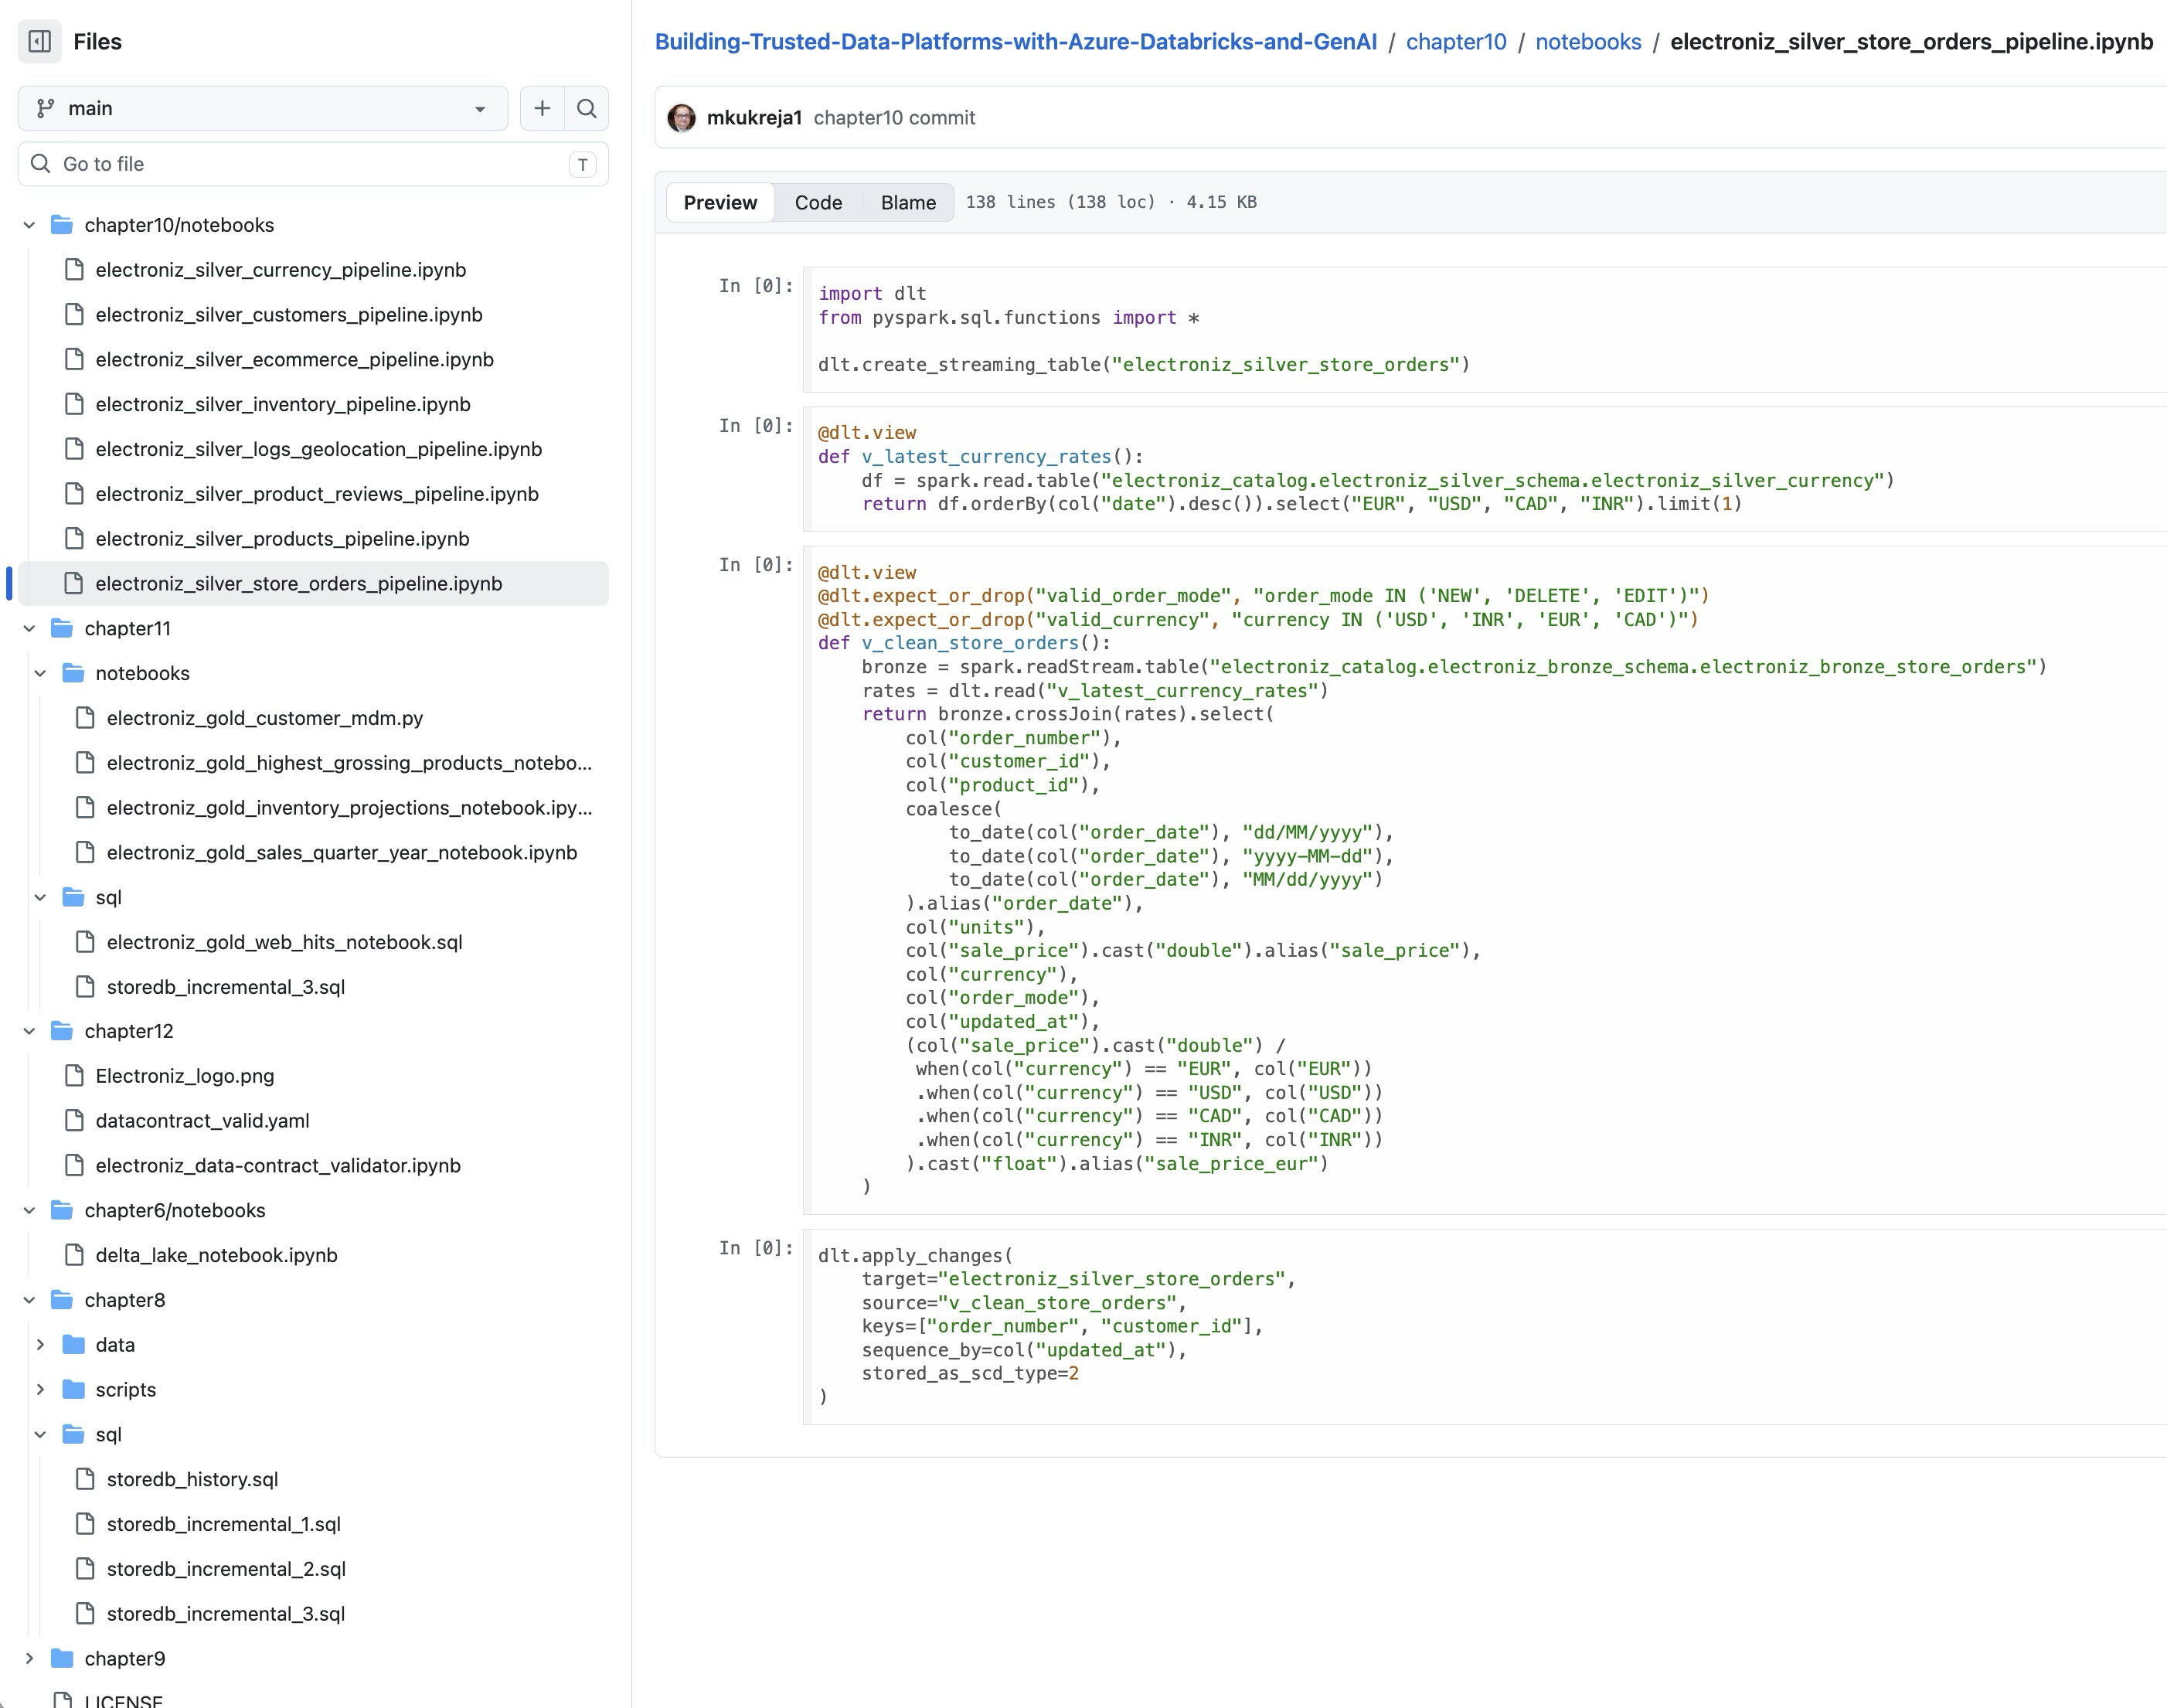 Files
main
Go to file
T
chapter10/notebooks
electroniz_silver_currency_pipeline.ipynb
electroniz_silver_customers_pipeline.ipynb
electroniz_silver_ecommerce_pipeline.ipynb
electroniz_silver_inventory_pipeline.ipynb
electroniz_silver_logs_geolocation_pipeline.ipynb
electroniz_silver_product_reviews_pipeline.ipynb
electroniz_silver_products_pipeline.ipynb
electroniz_silver_store_orders_pipeline.ipynb
chapter11
notebooks
electroniz_gold_customer_mdm.py
electroniz_gold_highest_grossing_products_notebo...
electroniz_gold_inventory_projections_notebook.ipy...
electroniz_gold_sales_quarter_year_notebook.ipynb
sql
electroniz_gold_web_hits_notebook.sql
storedb_incremental_3.sql
chapter12
Electroniz_logo.png
datacontract_valid.yaml
electroniz_data-contract_validator.ipynb
chapter6/notebooks
delta_lake_notebook.ipynb
chapter8
data
scripts
sql
storedb_history.sql
storedb_incremental_1.sql
storedb_incremental_2.sql
storedb_incremental_3.sql
chapter9
LICENSE
Building-Trusted-Data-Platforms-with-Azure-Databricks-and-GenAI / chapter10 / notebooks / electroniz_silver_store_orders_pipeline.ipynb
mkukreja1 chapter10 commit
Preview Code Blame 138 lines (138 loc) · 4.15 KB
In [0]:
import dlt
from pyspark.sql.functions import *

dlt.create_streaming_table("electroniz_silver_store_orders")
In [0]:
@dlt.view
def v_latest_currency_rates():
    df = spark.read.table("electroniz_catalog.electroniz_silver_schema.electroniz_silver_currency")
    return df.orderBy(col("date").desc()).select("EUR", "USD", "CAD", "INR").limit(1)
In [0]:
@dlt.view
@dlt.expect_or_drop("valid_order_mode", "order_mode IN ('NEW', 'DELETE', 'EDIT')")
@dlt.expect_or_drop("valid_currency", "currency IN ('USD', 'INR', 'EUR', 'CAD')")
def v_clean_store_orders():
    bronze = spark.readStream.table("electroniz_catalog.electroniz_bronze_schema.electroniz_bronze_store_orders")
    rates = dlt.read("v_latest_currency_rates")
    return bronze.crossJoin(rates).select(
        col("order_number"),
        col("customer_id"),
        col("product_id"),
        coalesce(
            to_date(col("order_date"), "dd/MM/yyyy"),
            to_date(col("order_date"), "yyyy-MM-dd"),
            to_date(col("order_date"), "MM/dd/yyyy")
        ).alias("order_date"),
        col("units"),
        col("sale_price").cast("double").alias("sale_price"),
        col("currency"),
        col("order_mode"),
        col("updated_at"),
        (col("sale_price").cast("double") /
         when(col("currency") == "EUR", col("EUR"))
         .when(col("currency") == "USD", col("USD"))
         .when(col("currency") == "CAD", col("CAD"))
         .when(col("currency") == "INR", col("INR"))
        ).cast("float").alias("sale_price_eur")
    )
In [0]:
dlt.apply_changes(
    target="electroniz_silver_store_orders",
    source="v_clean_store_orders",
    keys=["order_number", "customer_id"],
    sequence_by=col("updated_at"),
    stored_as_scd_type=2
)